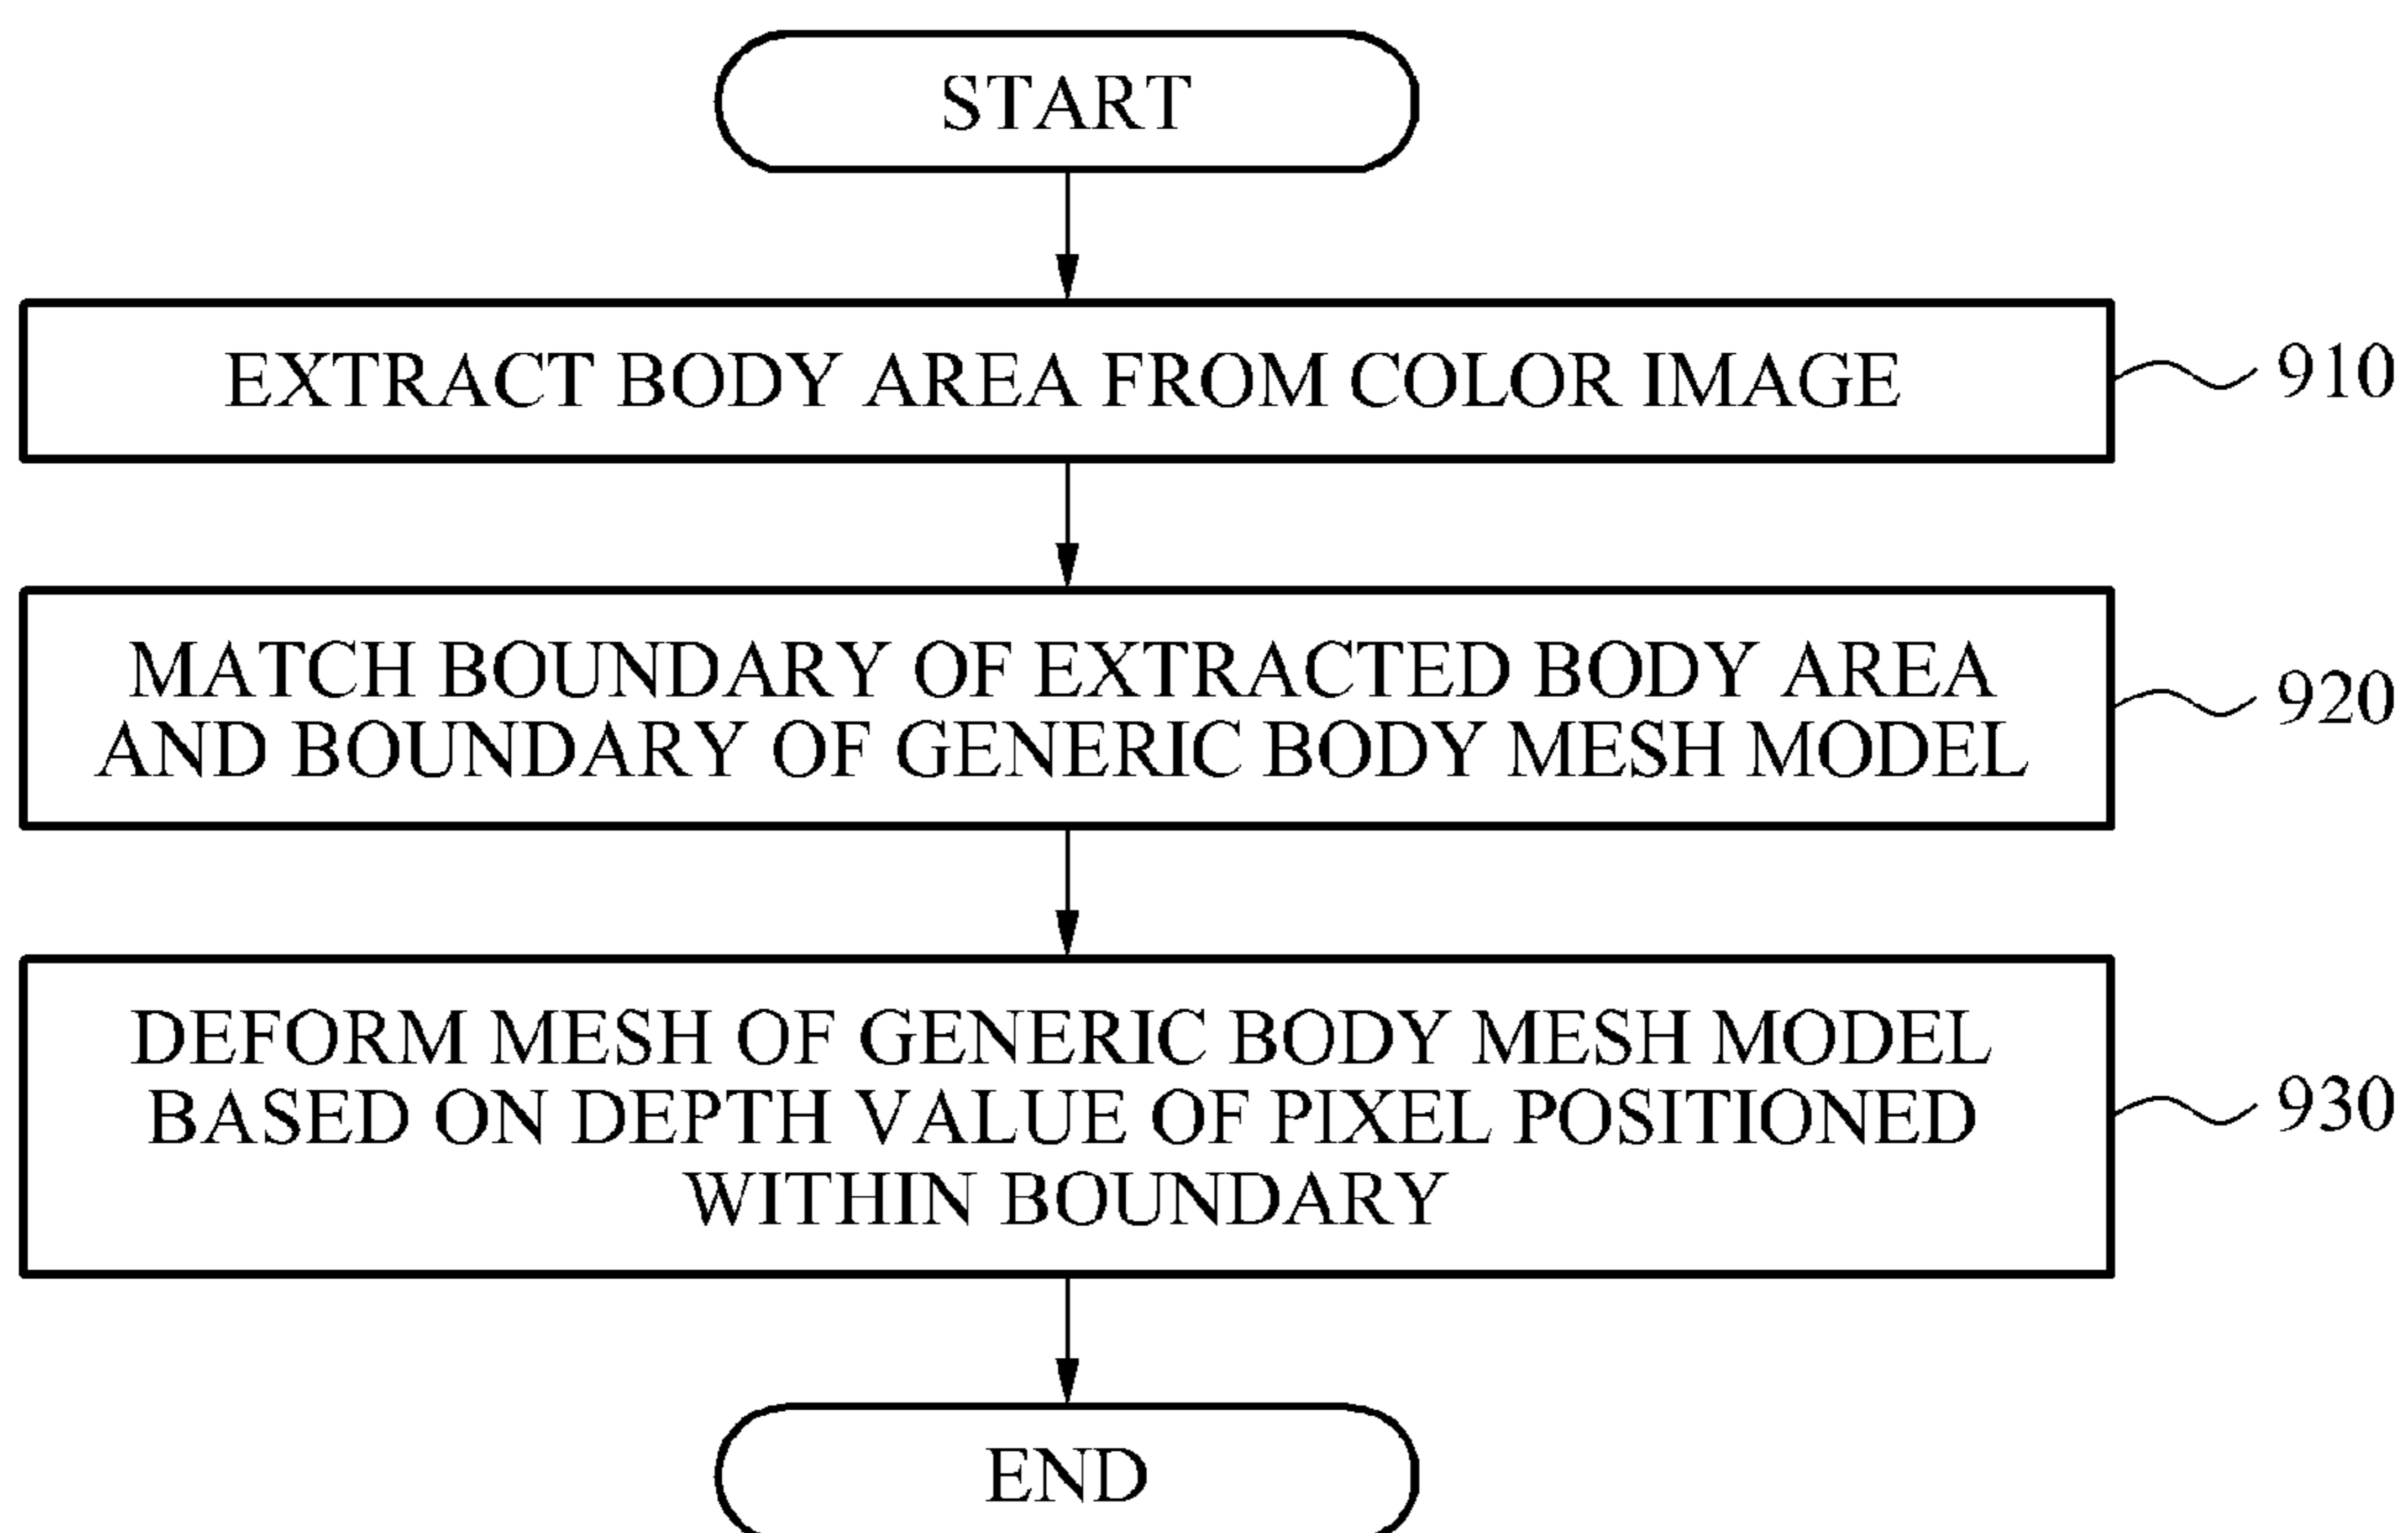 START
EXTRACT BODY AREA FROM COLOR IMAGE
910
MATCH BOUNDARY OF EXTRACTED BODY AREA
AND BOUNDARY OF GENERIC BODY MESH MODEL
920
DEFORM MESH OF GENERIC BODY MESH MODEL
BASED ON DEPTH VALUE OF PIXEL POSITIONED
WITHIN BOUNDARY
930
END